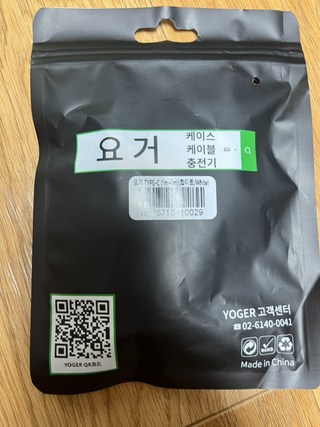 요거
케이스
케이블
충전기
10029
YOGER 고객센터
☎ 02-6140-0041
YOGER QR코드
Made in China